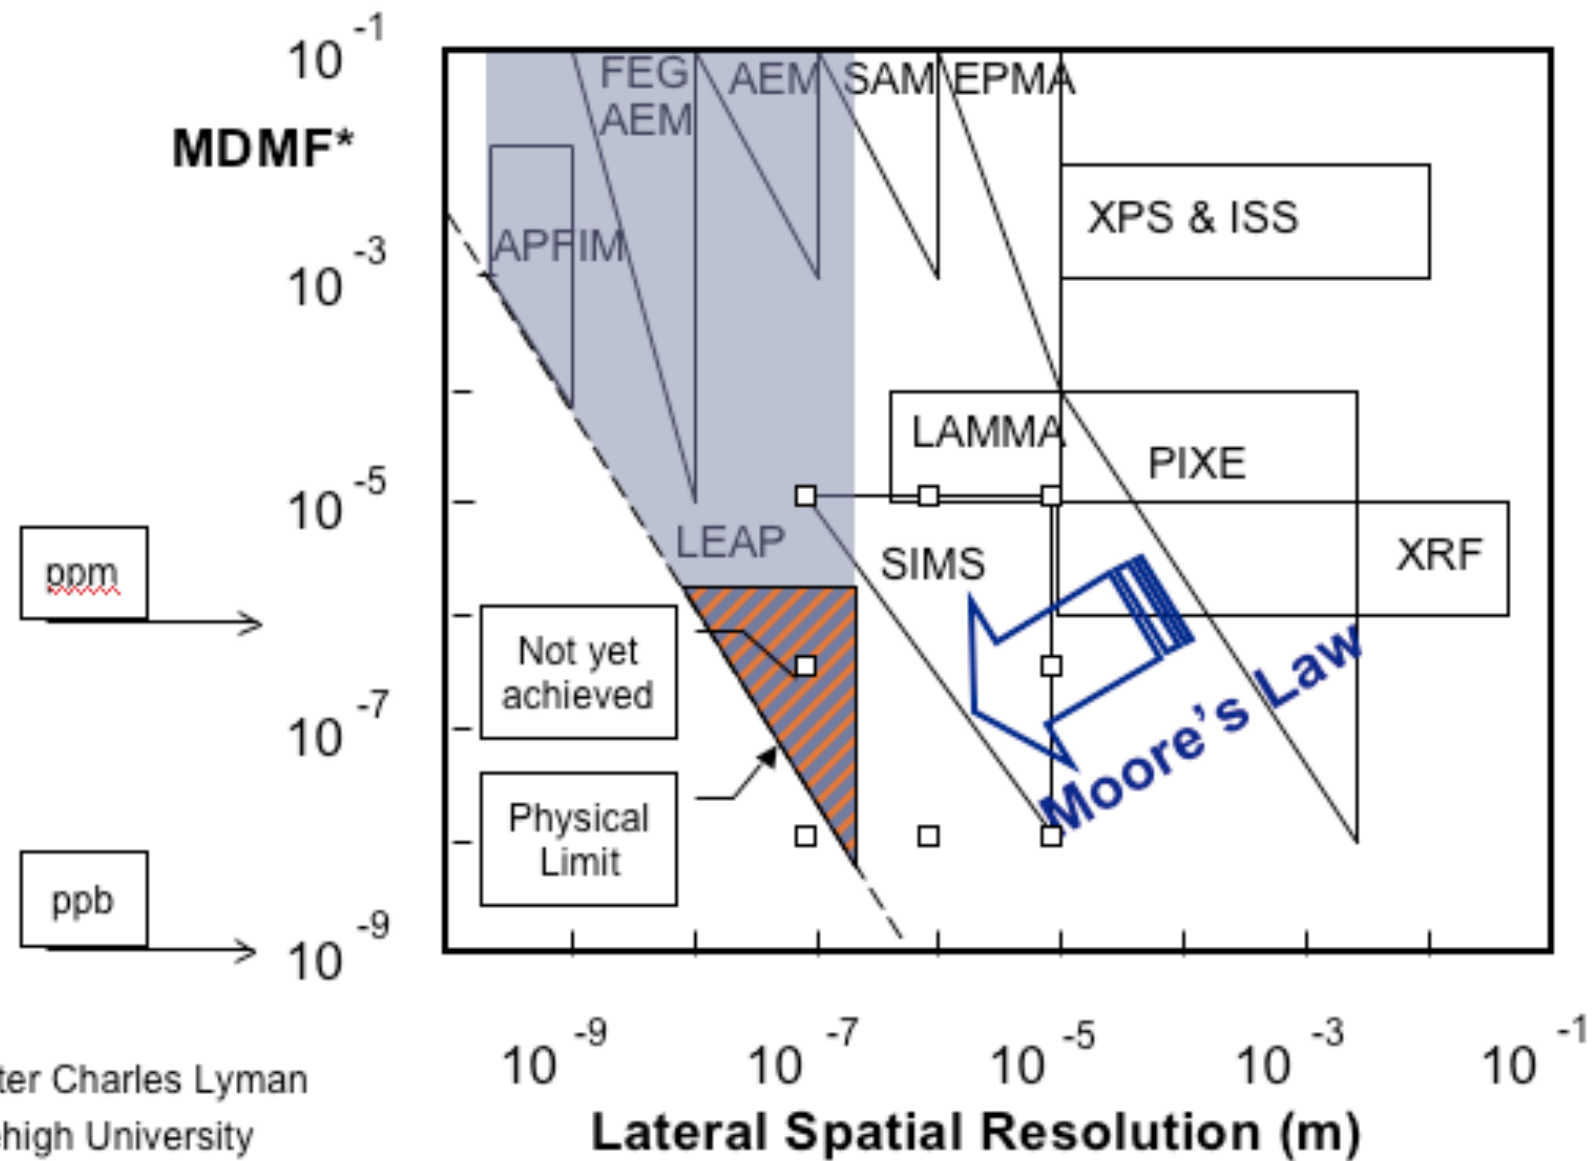 10 -1
MDMF*
FEG
AEM
AEM
SAM
EPMA
APFIM
XPS & ISS
10 -3
LAMMA
PIXE
10 -5
LEAP
SIMS
XRF
ppm
Not yet
achieved
Moore's Law
10 -7
Physical
Limit
ppb
10 -9
10 -9
10 -7
10 -5
10 -3
10 -1
Charles Lyman
University
Lateral Spatial Resolution (m)